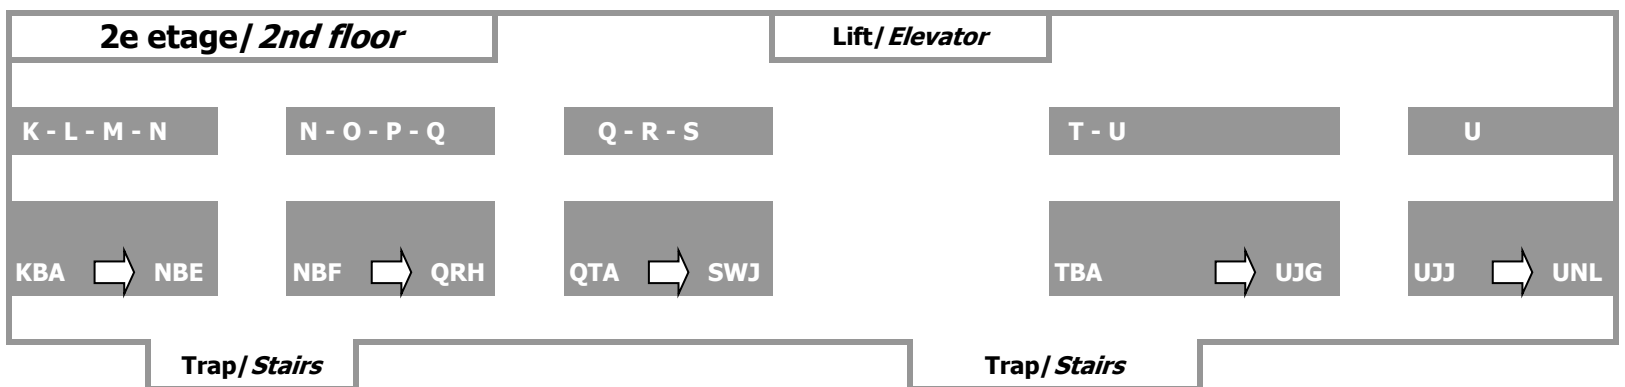 2e etage/2nd floor
Lift/Elevator
K - L - M - N
N - O - P - Q
Q - R - S
T - U
U
KBA NBE
NBF QRH
QTA SWJ
TBA UJG
UJJ UNL
Trap/Stairs
Trap/Stairs